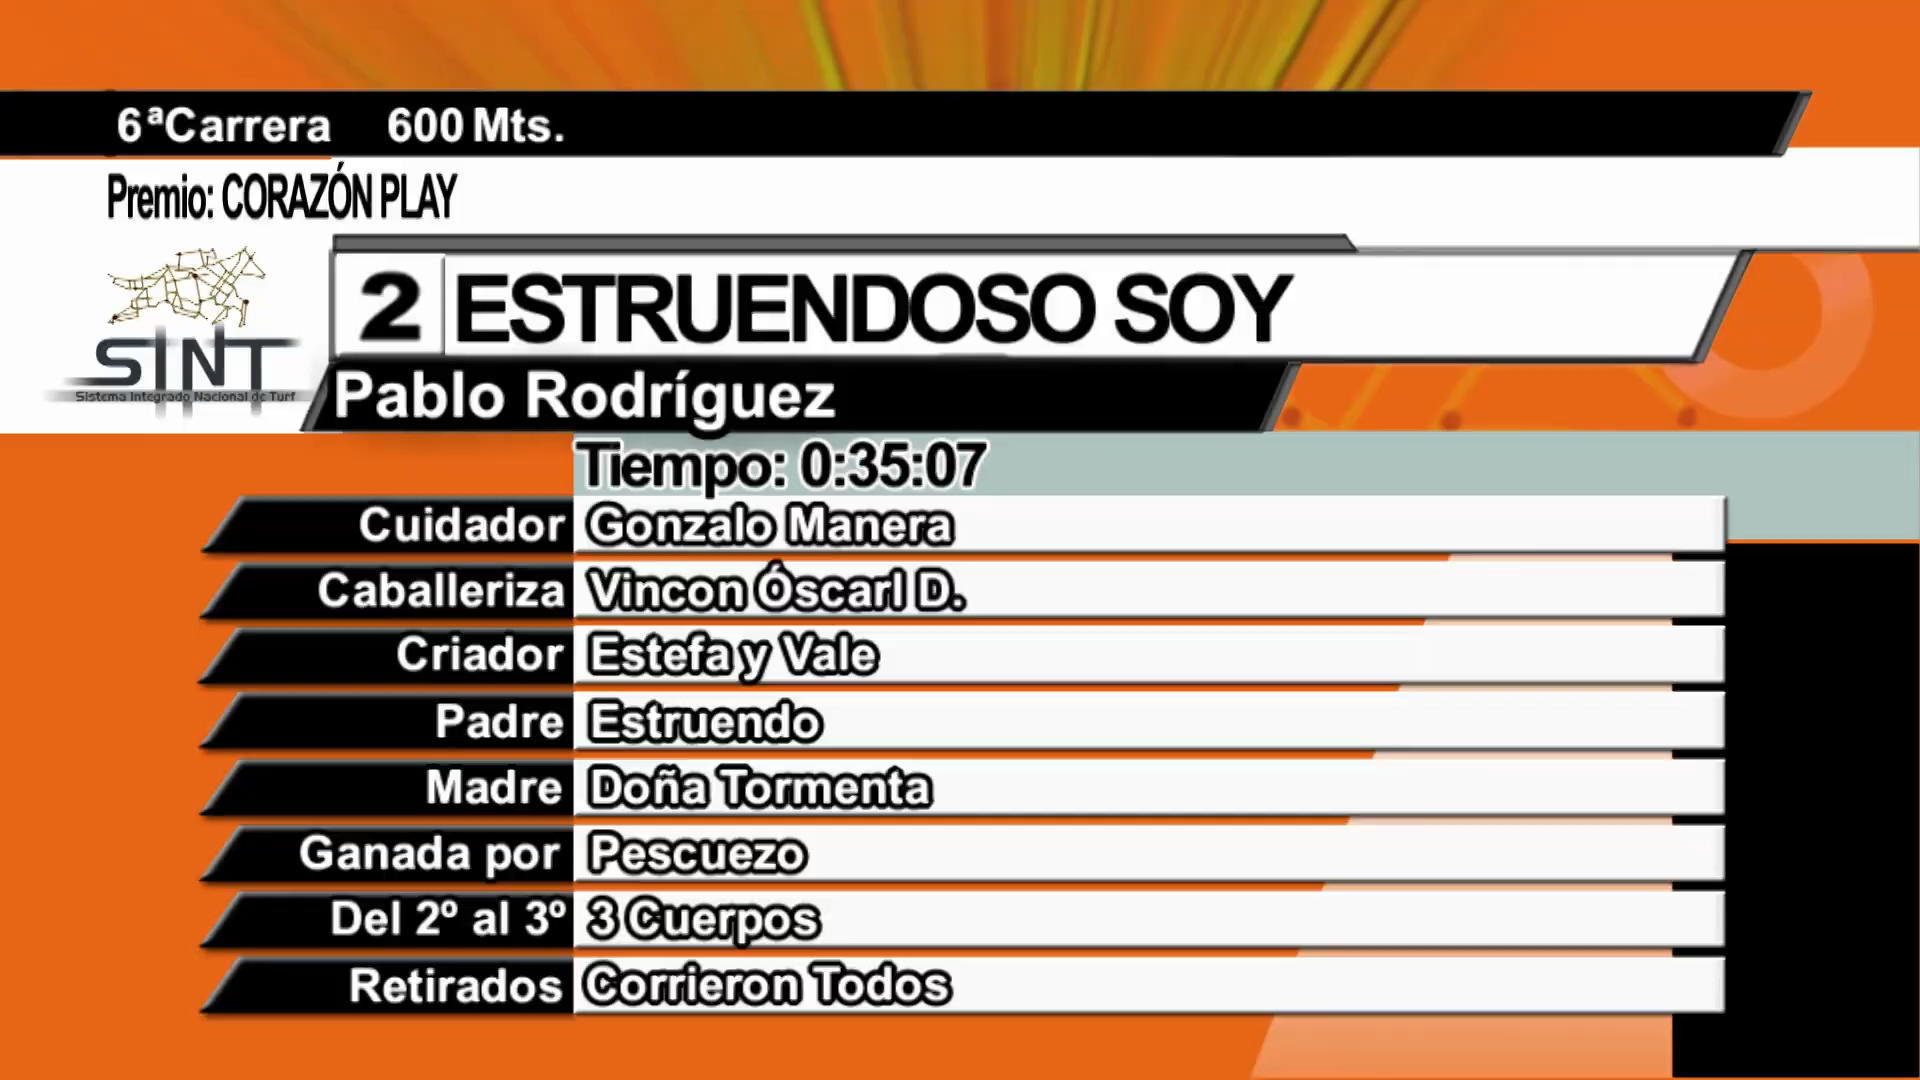 6ªCarrera 600 Mts.
Premio: CORAZÓN PLAY
2 ESTRUENDOSO SOY
SINT
Sistema Integrado Nacional de Turf
Pablo Rodríguez
Tiempo: 0:35:07
Cuidador Gonzalo Manera
Caballeriza Vincon Óscarl D.
Criador Estefa y Vale
Padre Estruendo
Madre Doña Tormenta
Ganada por Pescuezo
Del 2º al 3º 3 Cuerpos
Retirados Corrieron Todos